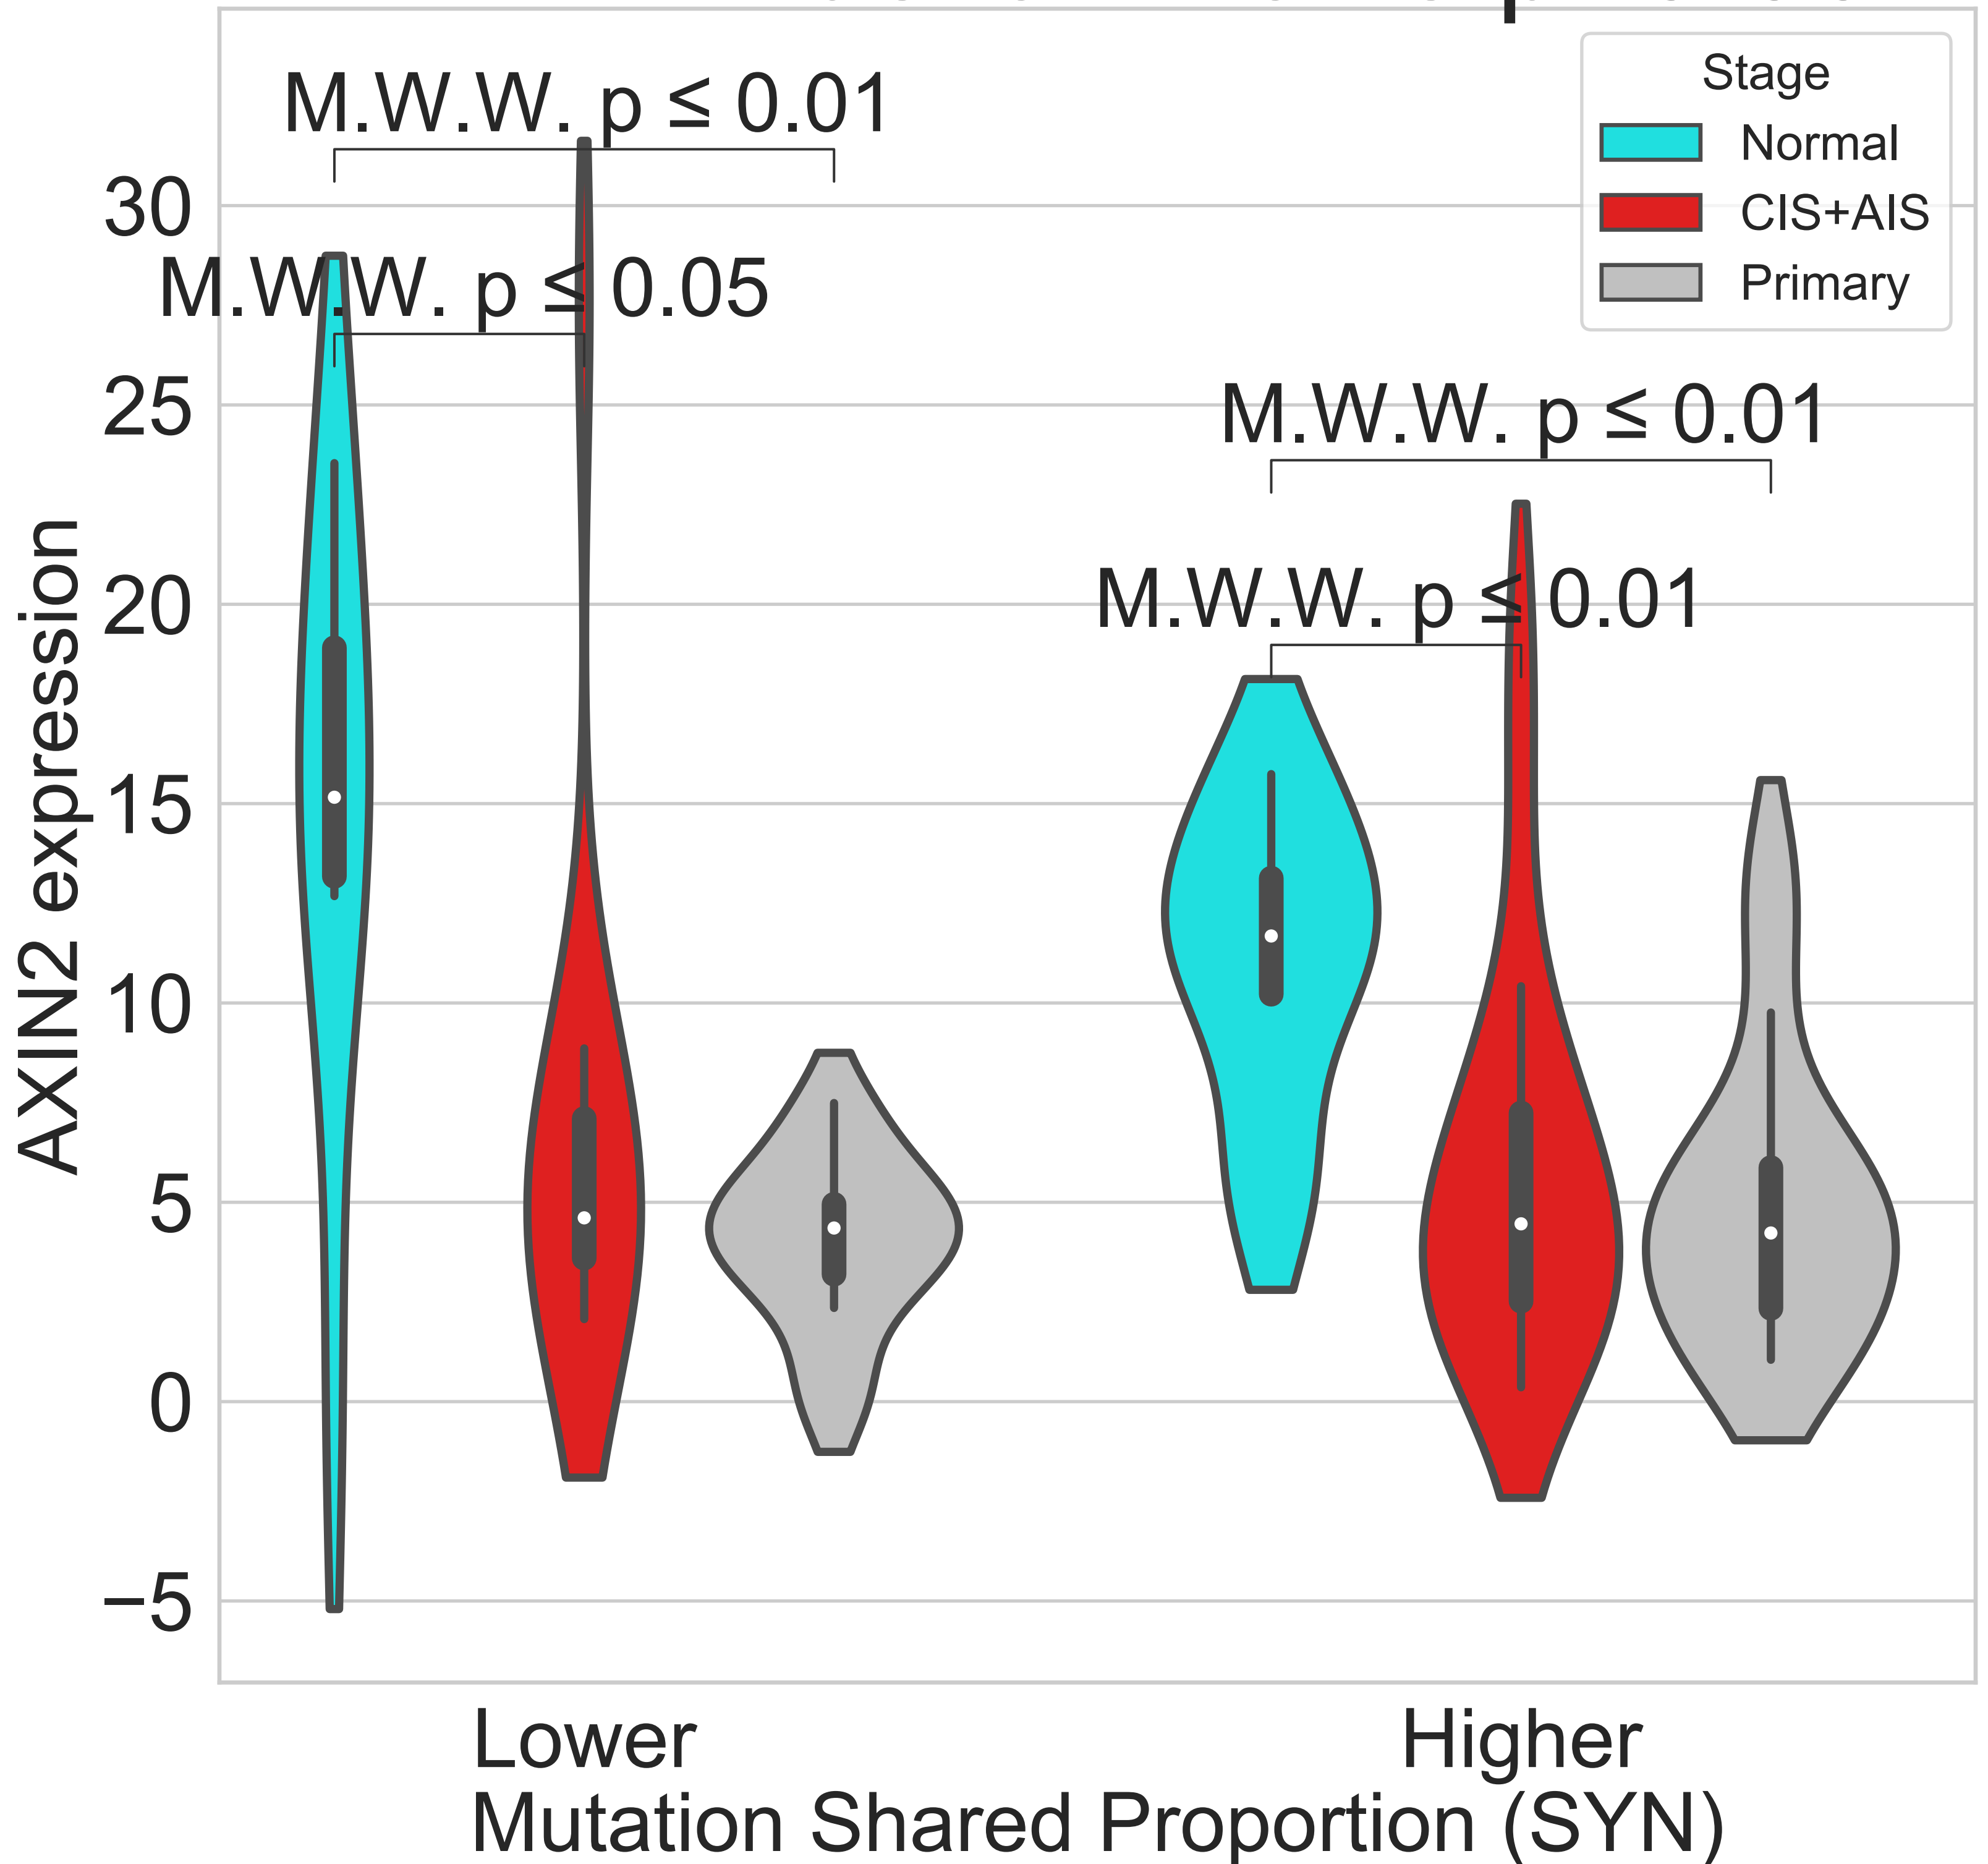 M.W.W. p ≤ 0.01
M.W.W. p ≤ 0.05
M.W.W. p ≤ 0.01
M.W.W. p ≤ 0.01
Stage
Normal
CIS+AIS
Primary
AXIN2 expression
30
25
20
15
10
5
0
−5
Lower
Higher
Mutation Shared Proportion (SYN)